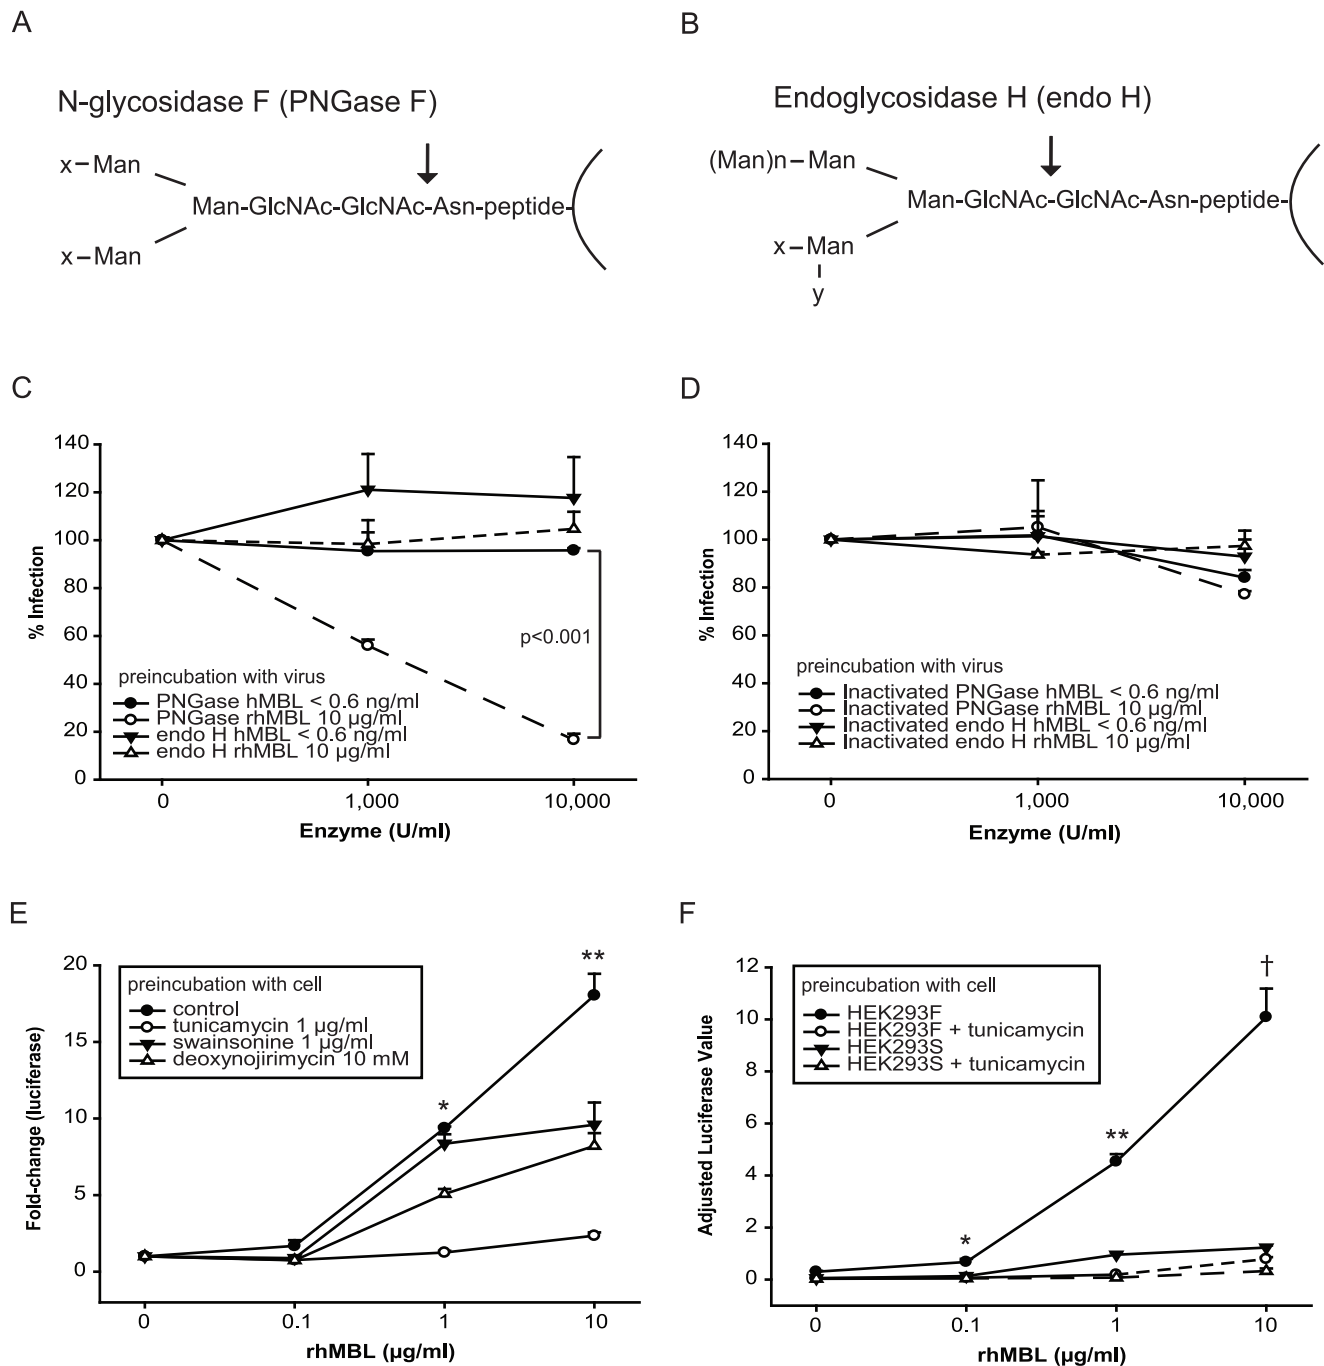 A
N-glycosidase F (PNGase F)
x–Man
Man-GlcNAc-GlcNAc-Asn-peptide-
x–Man
B
Endoglycosidase H (endo H)
(Man)n–Man
Man-GlcNAc-GlcNAc-Asn-peptide-
x–Man
y
C
% Infection
140
120
100
80
60
40
20
0
p<0.001
preincubation with virus
PNGase hMBL < 0.6 ng/ml
PNGase rhMBL 10 µg/ml
endo H hMBL < 0.6 ng/ml
endo H rhMBL 10 µg/ml
0 1,000 10,000
Enzyme (U/ml)
D
% Infection
140
120
100
80
60
40
20
0
preincubation with virus
Inactivated PNGase hMBL < 0.6 ng/ml
Inactivated PNGase rhMBL 10 µg/ml
Inactivated endo H hMBL < 0.6 ng/ml
Inactivated endo H rhMBL 10 µg/ml
0 1,000 10,000
Enzyme (U/ml)
E
Fold-change (luciferase)
20
15
10
5
0
preincubation with cell
control
tunicamycin 1 µg/ml
swainsonine 1 µg/ml
deoxynojirimycin 10 mM
*
**
0 0.1 1 10
rhMBL (µg/ml)
F
Adjusted Luciferase Value
12
10
8
6
4
2
0
preincubation with cell
HEK293F
HEK293F + tunicamycin
HEK293S
HEK293S + tunicamycin
*
**
†
0 0.1 1 10
rhMBL (µg/ml)